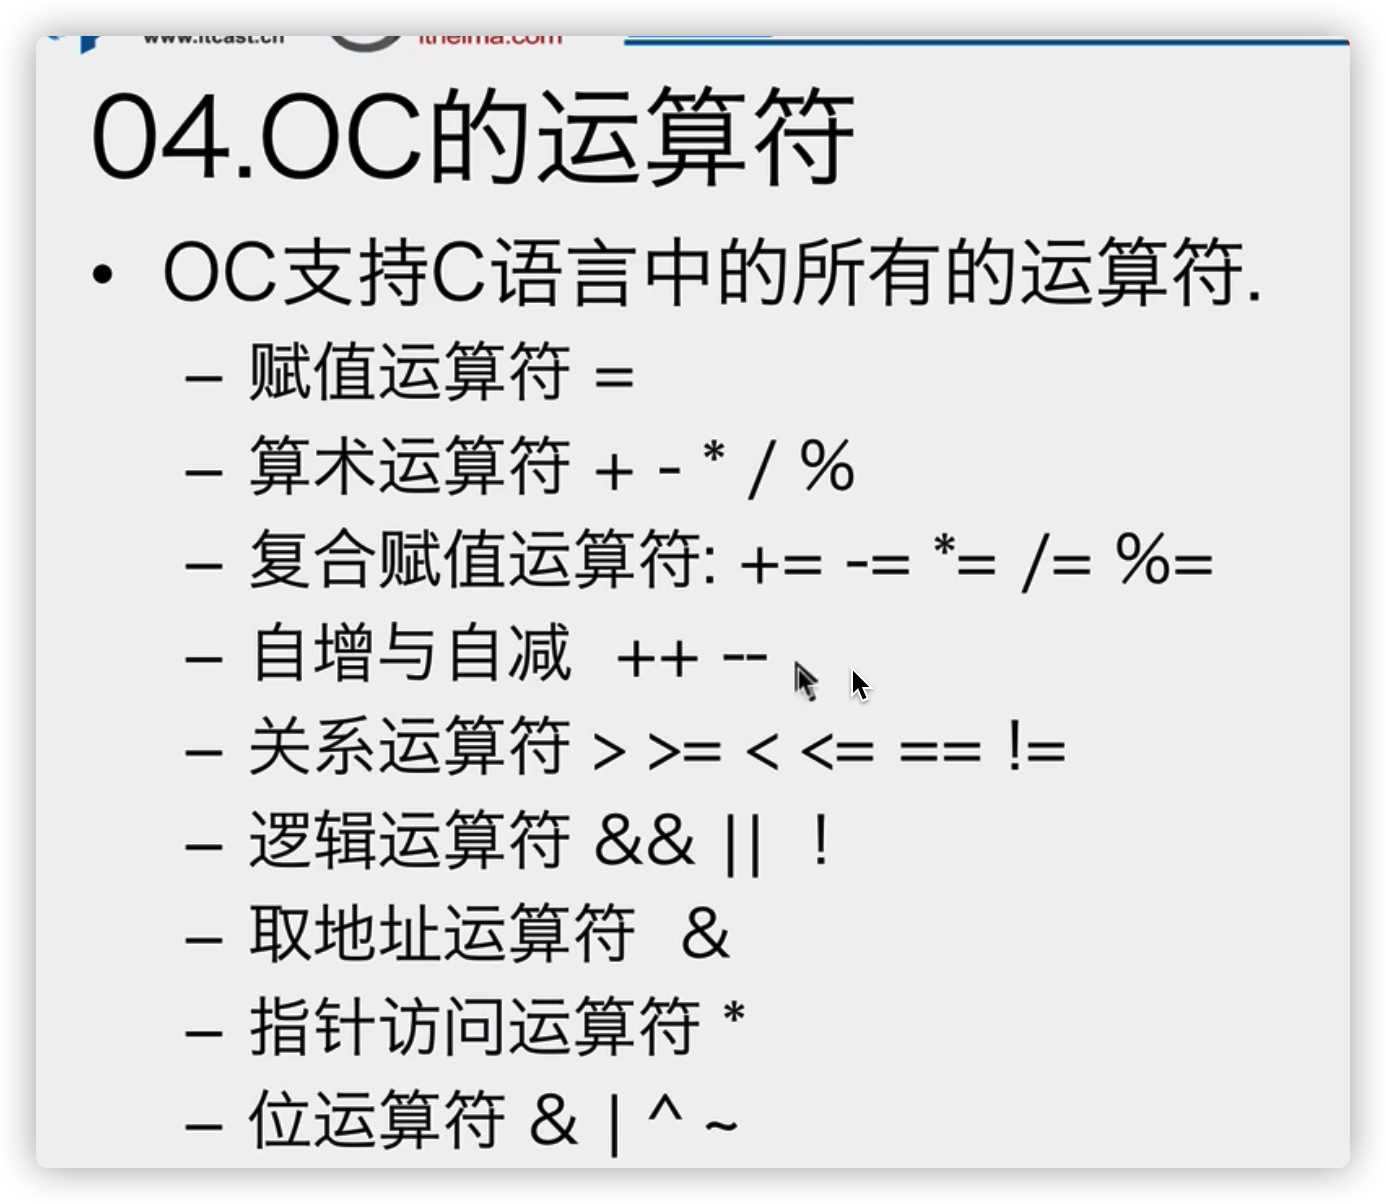 www.itcast.cn
itheima.com
04.OC的运算符
• OC支持C语言中的所有的运算符.
– 赋值运算符 =
– 算术运算符 + - * / %
– 复合赋值运算符: += -= *= /= %=
– 自增与自减 ++ --
– 关系运算符 > >= < <= == !=
– 逻辑运算符 && || !
– 取地址运算符 &
– 指针访问运算符 *
– 位运算符 & | ^ ~